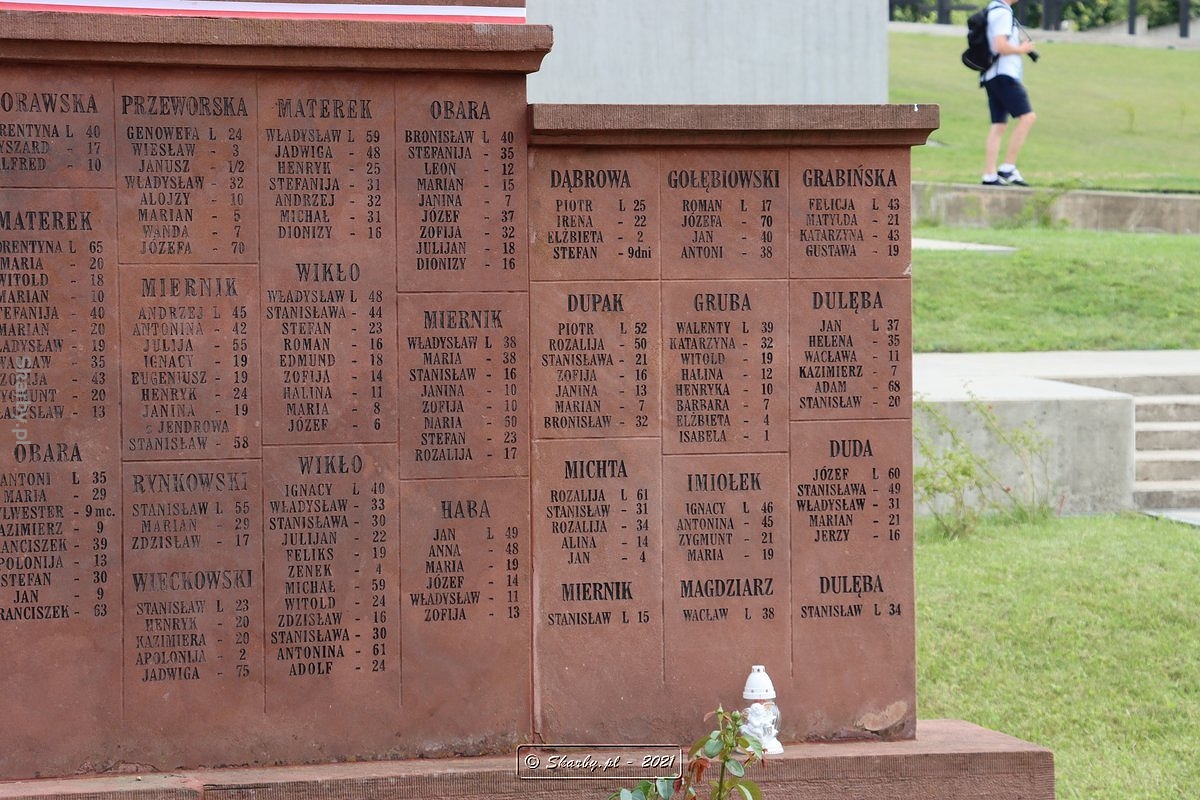 ORAWSKA
RENTYNA L 40
YSZARD - 17
LFRED - 10
MATEREK
ORENTYNA L 65
MARIA - 20
WITOLD - 18
MARIAN - 10
TEFANIJA - 40
MARIAN - 20
ŁADYSŁAW - 19
WACŁAW - 35
ZOFIJA - 43
ZYGMUNT - 20
ŁADYSŁAW - 13
OBARA
ANTONI L 35
MARIA - 29
YLWESTER - 9 mc.
KAZIMIERZ - 9
RANCISZEK - 39
POLONIJA - 13
STEFAN - 30
JAN - 9
FRANCISZEK - 63
PRZEWORSKA
GENOWEFA L 24
WIESŁAW - 3
JANUSZ - 1/2
WŁADYSŁAW - 32
ALOJZY - 10
MARIAN - 5
WANDA - 7
JÓZEFA - 70
MIERNIK
ANDRZEJ L 45
ANTONINA - 42
JULIJA - 55
IGNACY - 19
EUGENIUSZ - 19
HENRYK - 24
JANINA - 19
z JENDROWA
STANISŁAW - 58
RYNKOWSKI
STANISŁAW L 55
MARIAN - 29
ZDZISŁAW - 17
WIECKOWSKI
STANISŁAW L 23
HENRYK - 20
KAZIMIERA - 20
APOLONIJA - 2
JADWIGA - 75
MATEREK
WŁADYSŁAW L 59
JADWIGA - 48
HENRYK - 25
STEFANIJA - 31
ANDRZEJ - 32
MICHAŁ - 31
DIONIZY - 16
WIKŁO
WŁADYSŁAW L 48
STANISŁAWA - 44
STEFAN - 23
ROMAN - 16
EDMUND - 18
ZOFIJA - 14
HALINA - 11
MARIA - 8
JÓZEF - 6
WIKŁO
IGNACY L 40
WŁADYSŁAW - 33
STANISŁAWA - 30
JULIJAN - 22
FELIKS - 19
ZENEK - 4
MICHAŁ - 59
WITOLD - 24
ZDZISŁAW - 16
STANISŁAWA - 30
ANTONINA - 61
ADOLF - 24
OBARA
BRONISŁAW L 40
STEFANIJA - 35
LEON - 12
MARIAN - 15
JANINA - 7
JÓZEF - 37
ZOFIJA - 32
JULIJAN - 18
DIONIZY - 16
MIERNIK
WŁADYSŁAW L 38
MARIA - 38
STANISŁAW - 16
JANINA - 10
ZOFIJA - 10
MARIA - 50
STEFAN - 23
ROZALIJA - 17
HABA
JAN L 49
ANNA - 48
MARIA - 19
JÓZEF - 14
WŁADYSŁAW - 11
ZOFIJA - 13
DĄBROWA
PIOTR L 25
IRENA - 22
ELŻBIETA - 2
STEFAN - 9dni
DUPAK
PIOTR L 52
ROZALIJA - 50
STANISŁAWA - 21
ZOFIJA - 16
JANINA - 13
MARIAN - 7
BRONISŁAW - 32
MICHTA
ROZALIJA L 61
STANISŁAW - 31
ROZALIJA - 34
ALINA - 14
JAN - 4
MIERNIK
STANISŁAW L 15
GOŁĘBIOWSKI
ROMAN L 17
JÓZEFA - 70
JAN - 40
ANTONI - 38
GRUBA
WALENTY L 39
KATARZYNA - 32
WITOLD - 19
HALINA - 12
HENRYKA - 10
BARBARA - 7
ELŻBIETA - 4
ISABELA - 1
IMIOŁEK
IGNACY L 46
ANTONINA - 45
ZYGMUNT - 21
MARIA - 19
MAGDZIARZ
WACŁAW L 38
GRABIŃSKA
FELICJA L 43
MATYLDA - 21
KATARZYNA - 43
GUSTAWA - 19
DULĘBA
JAN L 37
HELENA - 35
WACŁAWA - 11
KAZIMIERZ - 7
ADAM - 68
STANISŁAW - 20
DUDA
JÓZEF L 60
STANISŁAWA - 49
WŁADYSŁAW - 31
MARIAN - 21
JERZY - 16
DULĘBA
STANISŁAW L 34
© Skarby.pl - 2021